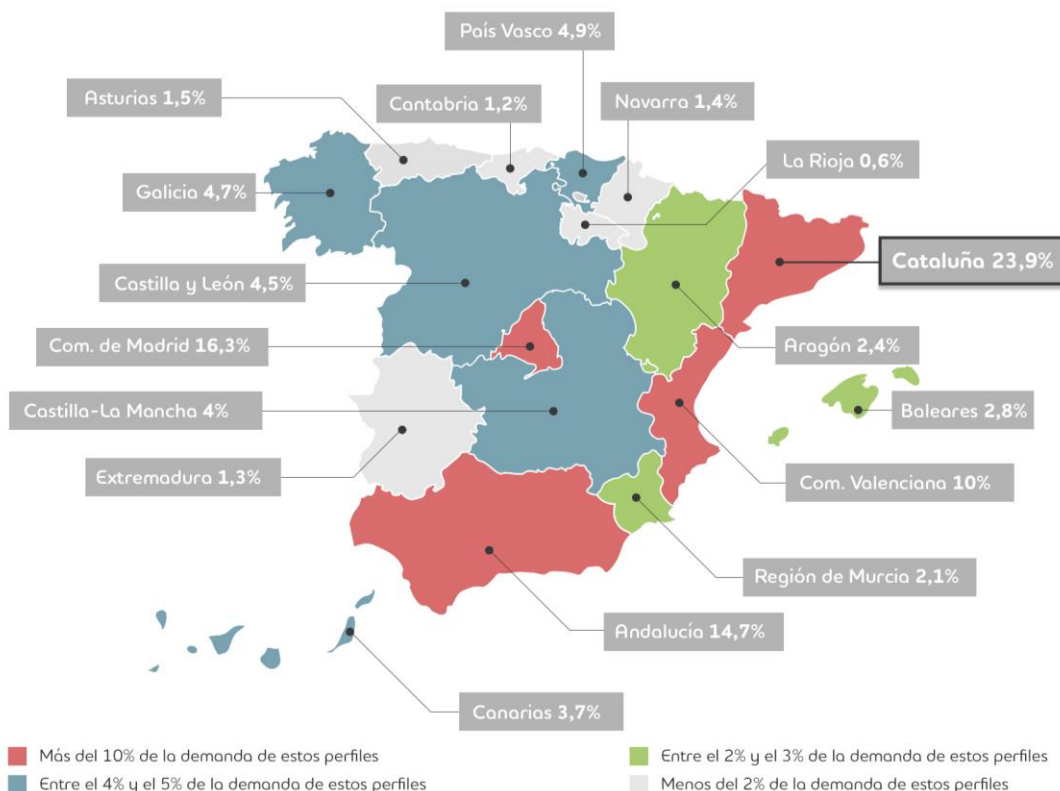 País Vasco 4,9%
Asturias 1,5%
Cantabria 1,2%
Navarra 1,4%
La Rioja 0,6%
Galicia 4,7%
Cataluña 23,9%
Castilla y León 4,5%
Com. de Madrid 16,3%
Aragón 2,4%
Castilla-La Mancha 4%
Baleares 2,8%
Extremadura 1,3%
Com. Valenciana 10%
Región de Murcia 2,1%
Andalucía 14,7%
Canarias 3,7%
Más del 10% de la demanda de estos perfiles
Entre el 4% y el 5% de la demanda de estos perfiles
Entre el 2% y el 3% de la demanda de estos perfiles
Menos del 2% de la demanda de estos perfiles